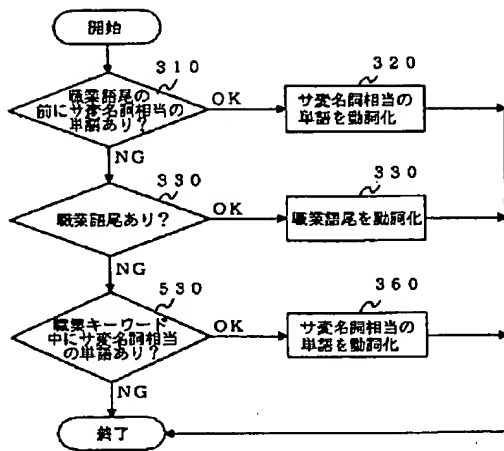 開始
310
職業語尾の
前にサ変名詞相当の
単語あり？
OK
320
サ変名詞相当の
単語を動詞化
NG
330
職業語尾あり？
OK
330
職業語尾を動詞化
NG
530
職業キーワード
中にサ変名詞相当
の単語あり？
OK
360
サ変名詞相当の
単語を動詞化
NG
終了